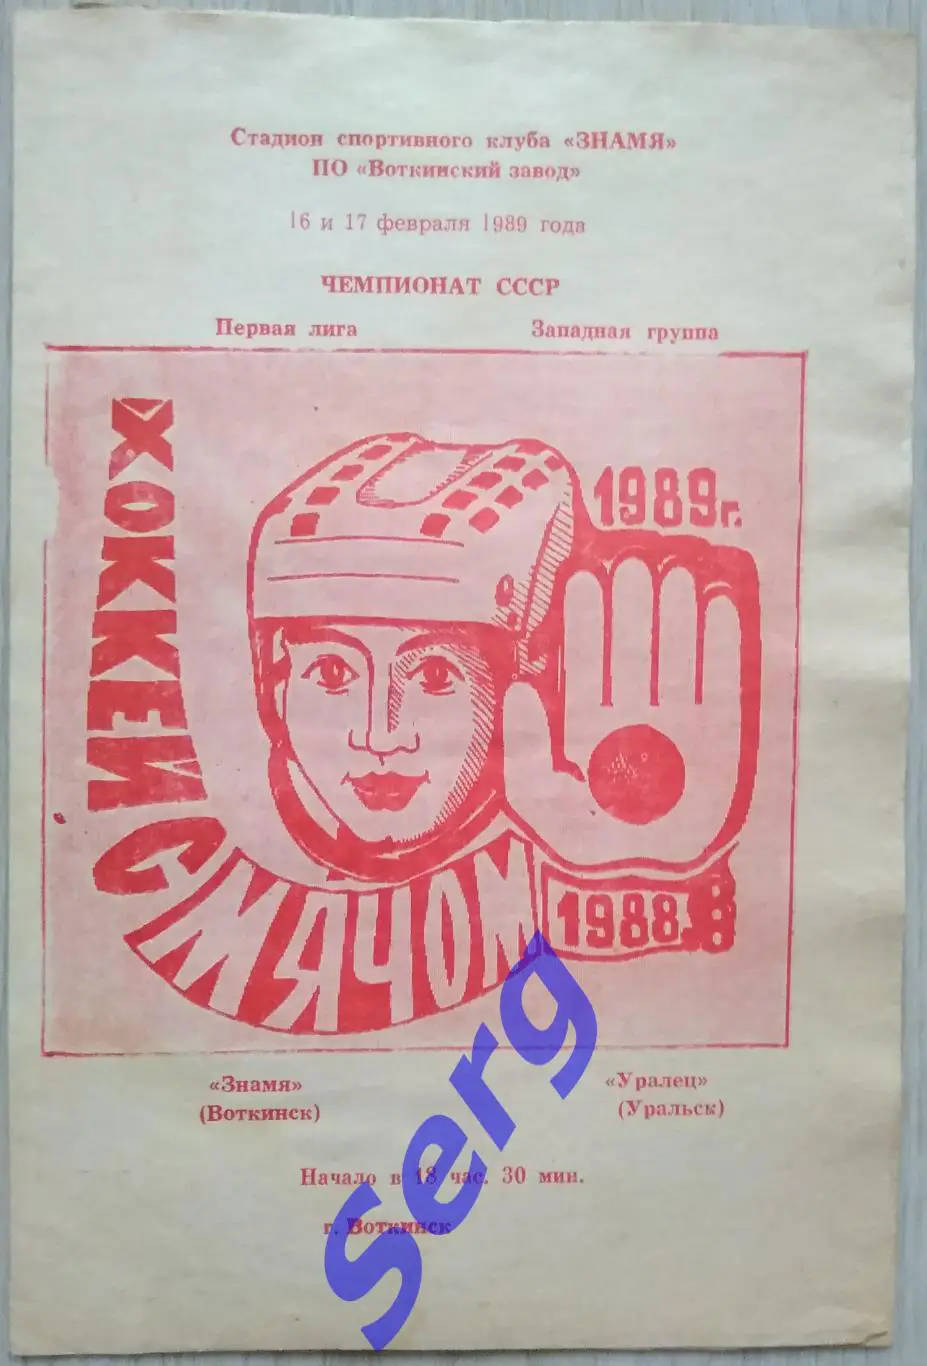 Стадион спортивного клуба «ЗНАМЯ»
ПО «Воткинский завод»
16 и 17 февраля 1989 года
ЧЕМПИОНАТ СССР
Первая лига Западная группа
ХОККЕЙ С МЯЧОМ
1989г.
1988
«Знамя» «Уралец»
(Воткинск) (Уральск)
Начало в 18 час. 30 мин.
г. Воткинск
Serg